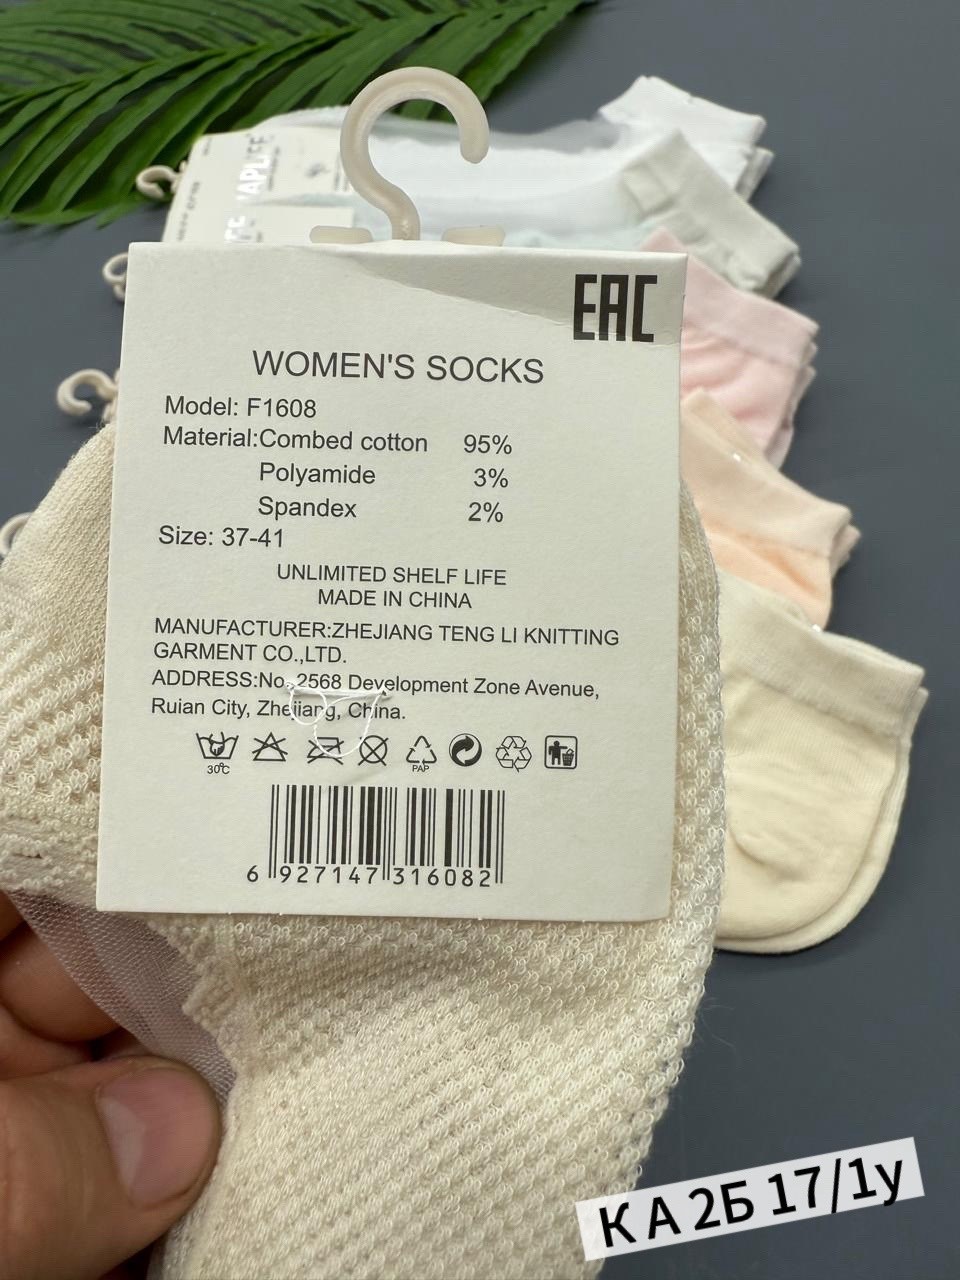 EAC
WOMEN'S SOCKS
Model: F1608
Material:Combed cotton 95%
Polyamide 3%
Spandex 2%
Size: 37-41
UNLIMITED SHELF LIFE
MADE IN CHINA
MANUFACTURER:ZHEJIANG TENG LI KNITTING
GARMENT CO.,LTD.
ADDRESS:No. 2568 Development Zone Avenue,
Ruian City, Zhejiang, China.
30℃
PAP
6 927147 316082
К А 2Б 17/1у